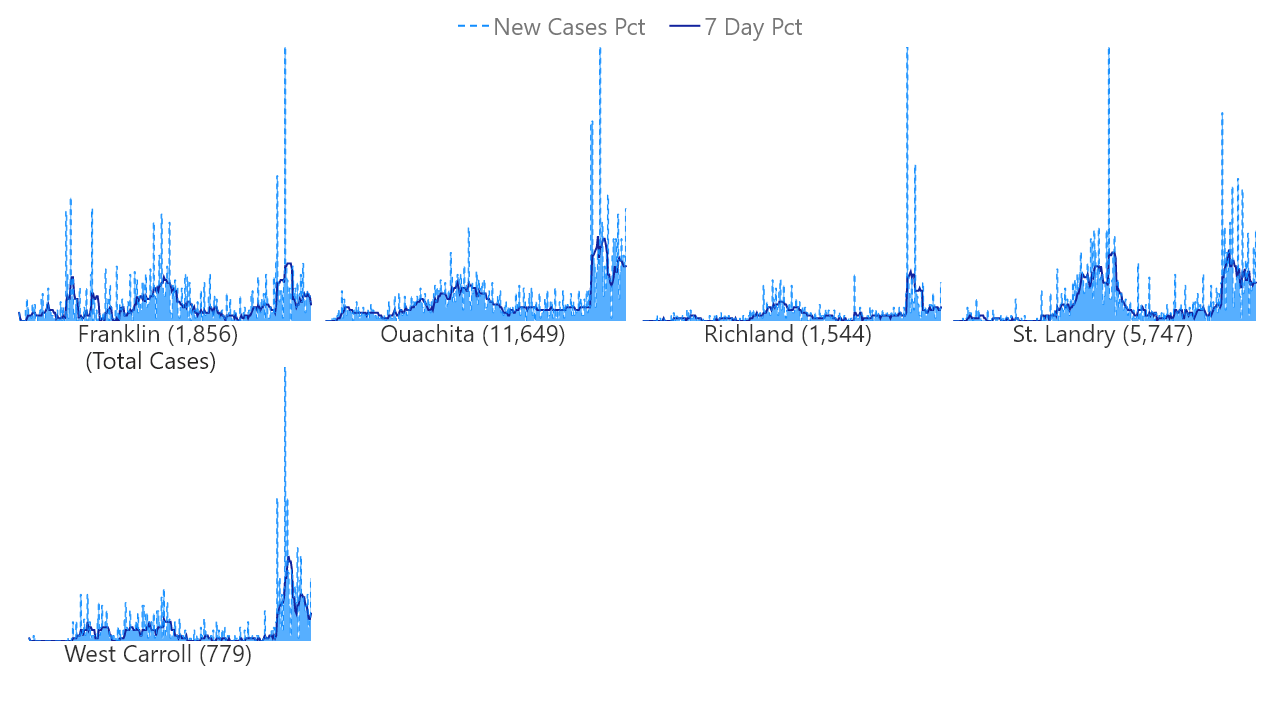 New Cases Pct 7 Day Pct
Franklin (1,856) Ouachita (11,649) Richland (1,544) St. Landry (5,747)
(Total Cases)
West Carroll (779)